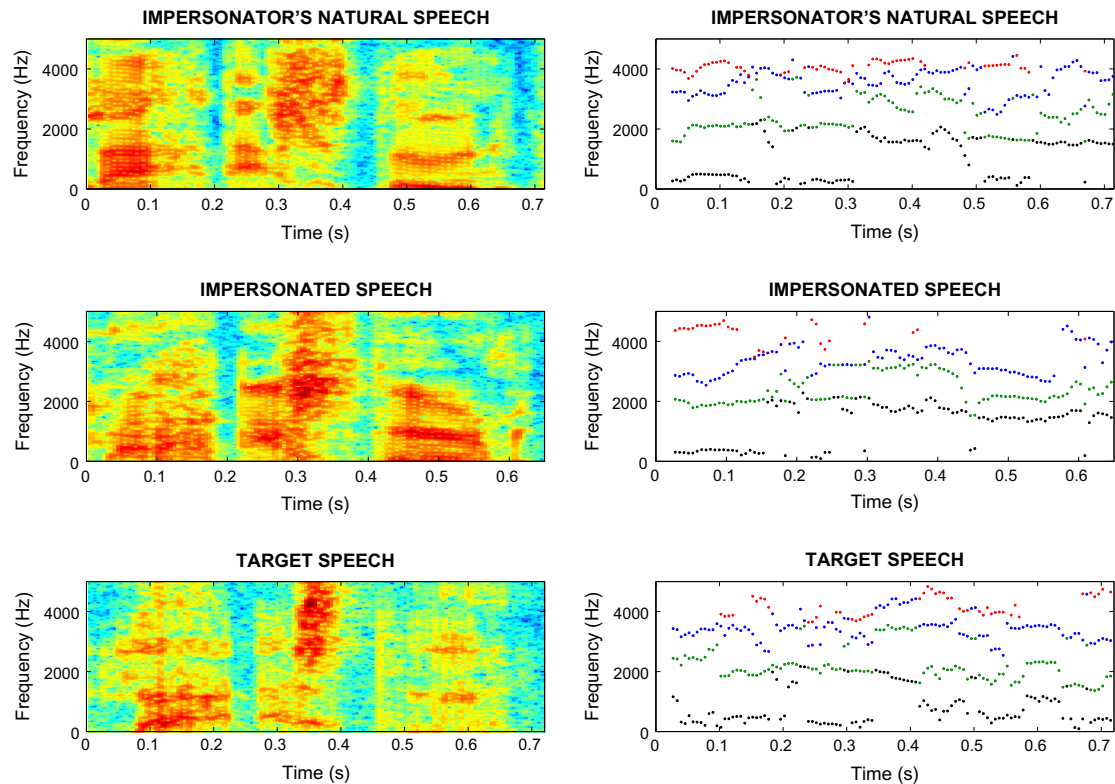 IMPERSONATOR’S NATURAL SPEECH
Frequency (Hz)
4000
2000
0
0 0.1 0.2 0.3 0.4 0.5 0.6 0.7
Time (s)
IMPERSONATOR’S NATURAL SPEECH
Frequency (Hz)
4000
2000
0
0 0.1 0.2 0.3 0.4 0.5 0.6 0.7
Time (s)
IMPERSONATED SPEECH
Frequency (Hz)
4000
2000
0
0 0.1 0.2 0.3 0.4 0.5 0.6
Time (s)
IMPERSONATED SPEECH
Frequency (Hz)
4000
2000
0
0 0.1 0.2 0.3 0.4 0.5 0.6
Time (s)
TARGET SPEECH
Frequency (Hz)
4000
2000
0
0 0.1 0.2 0.3 0.4 0.5 0.6 0.7
Time (s)
TARGET SPEECH
Frequency (Hz)
4000
2000
0
0 0.1 0.2 0.3 0.4 0.5 0.6 0.7
Time (s)